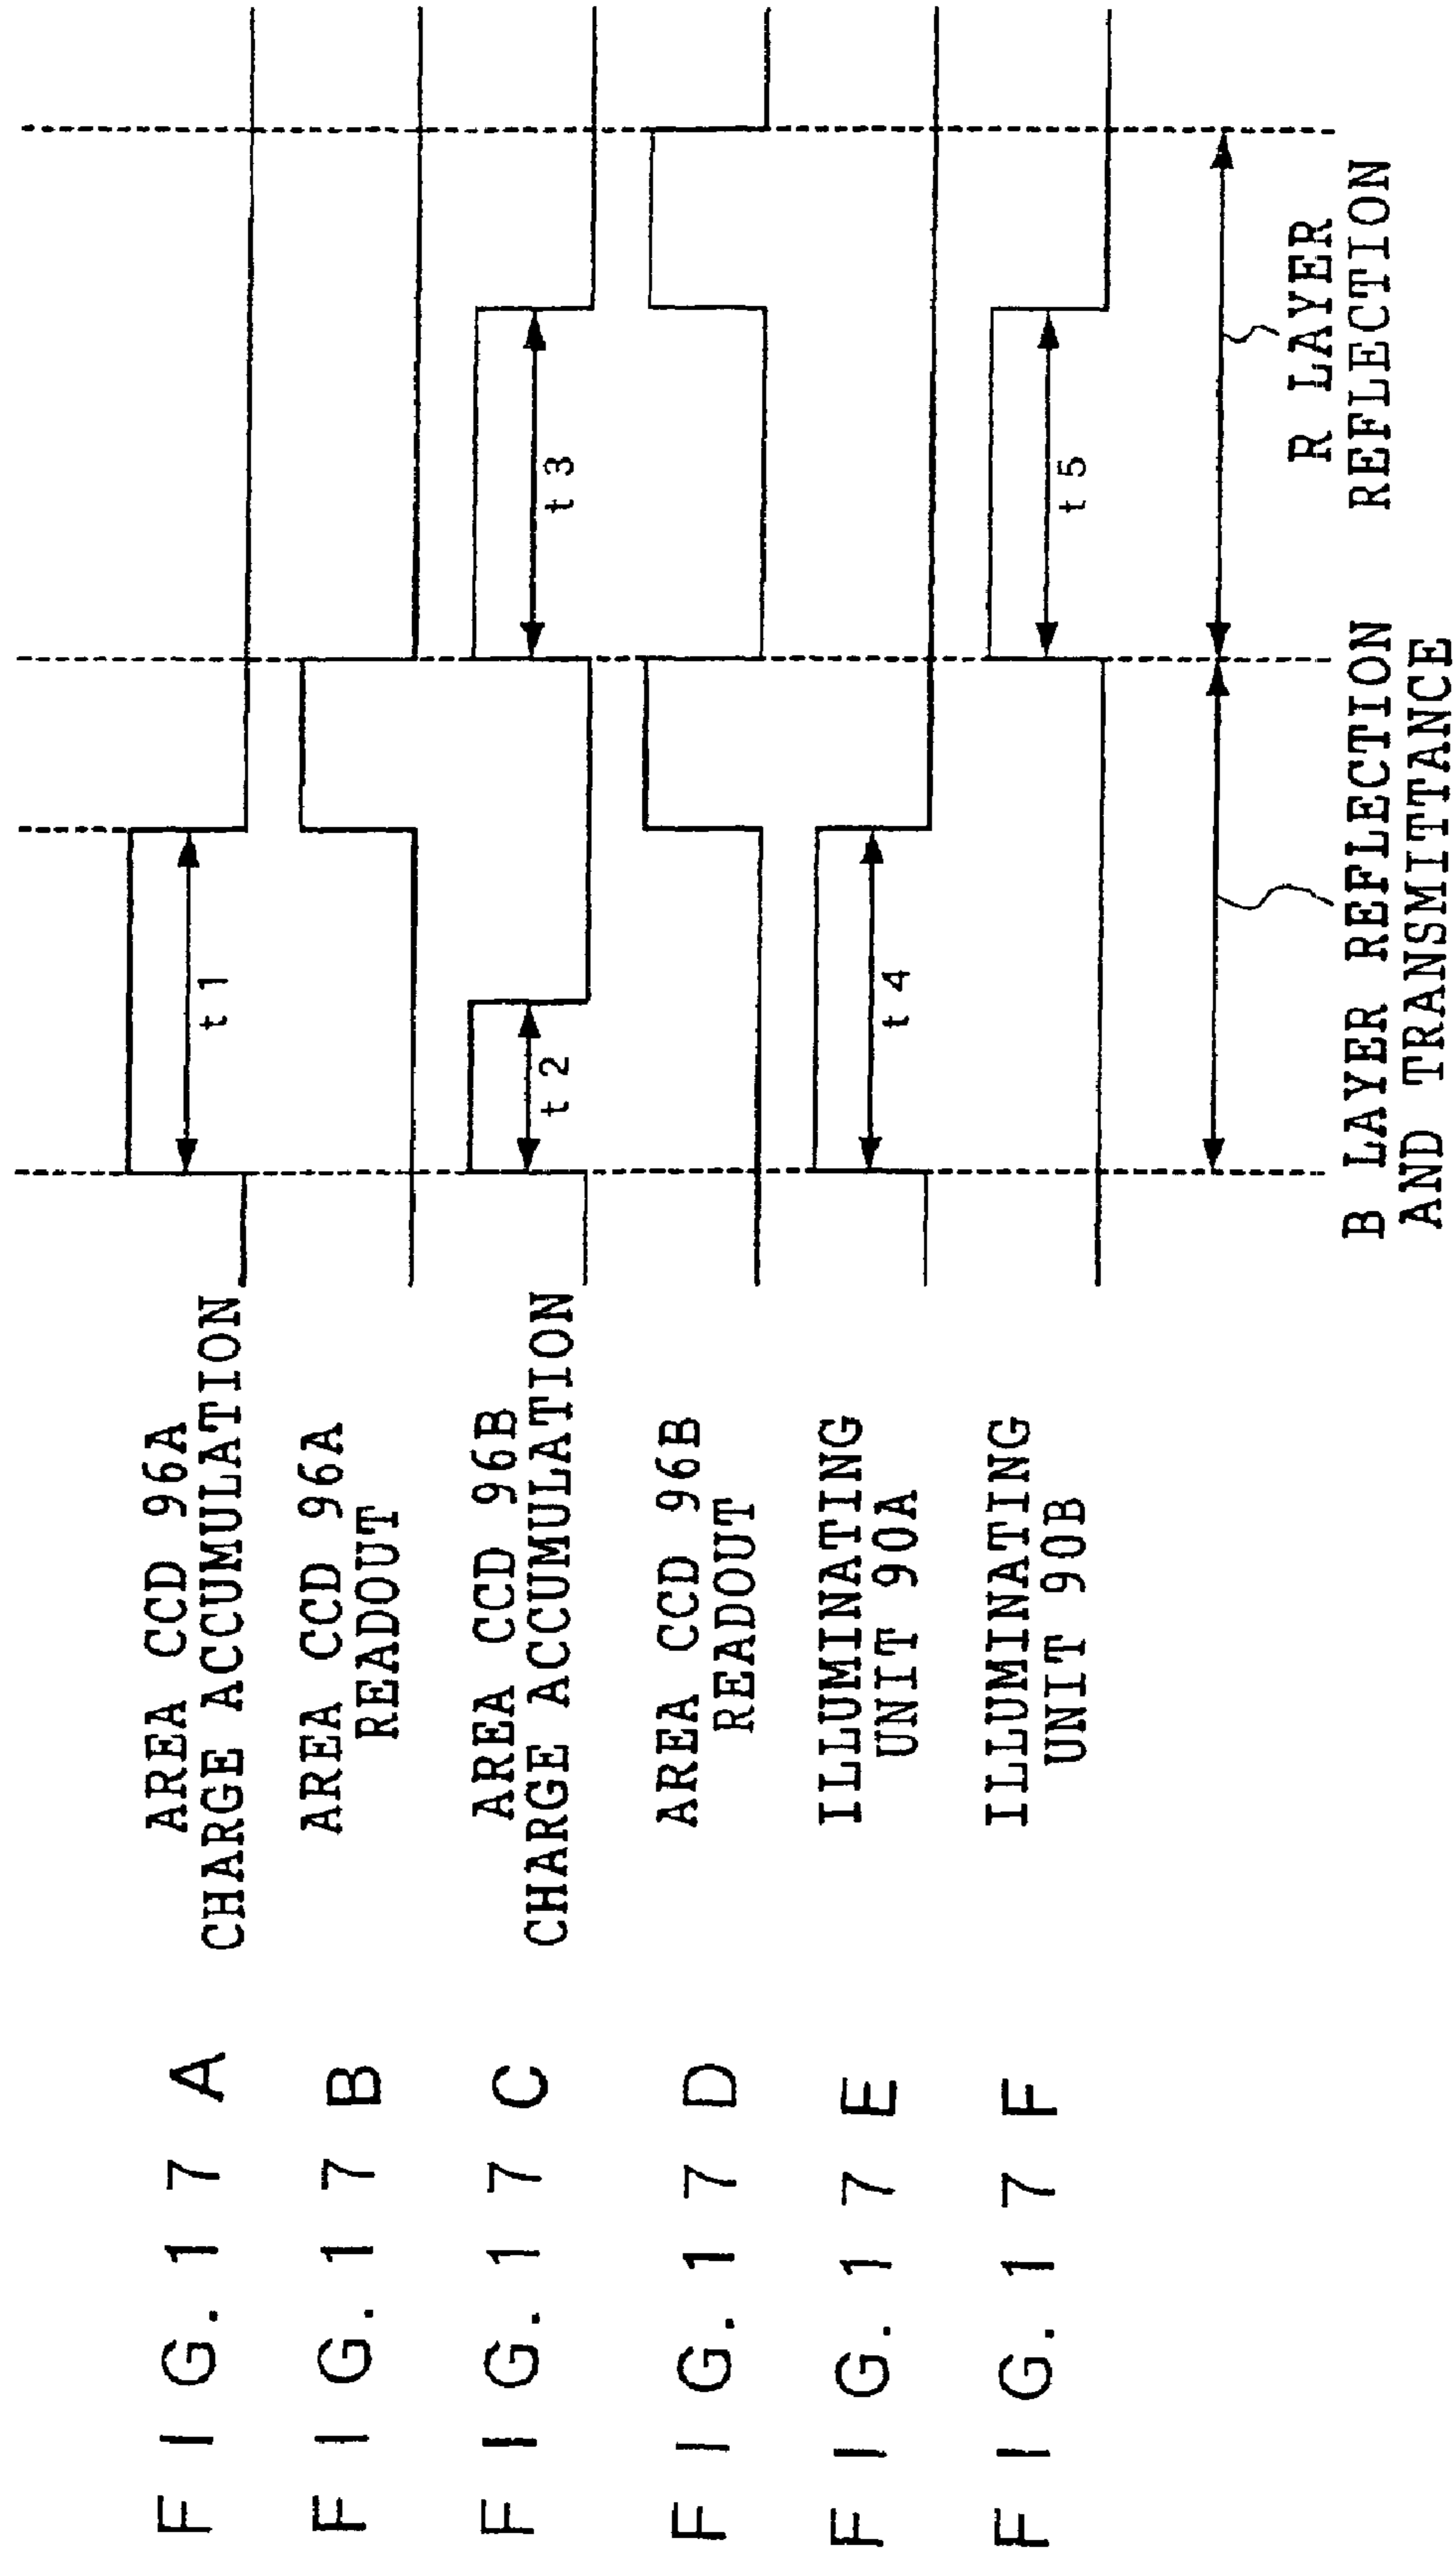 FIG.17A
AREA CCD 96A
CHARGE ACCUMULATION
t1
FIG.17B
AREA CCD 96A
READOUT
FIG.17C
AREA CCD 96B
CHARGE ACCUMULATION
t2
t3
FIG.17D
AREA CCD 96B
READOUT
FIG.17E
ILLUMINATING
UNIT 90A
t4
FIG.17F
ILLUMINATING
UNIT 90B
t5
B LAYER REFLECTION
AND TRANSMITTANCE
R LAYER
REFLECTION